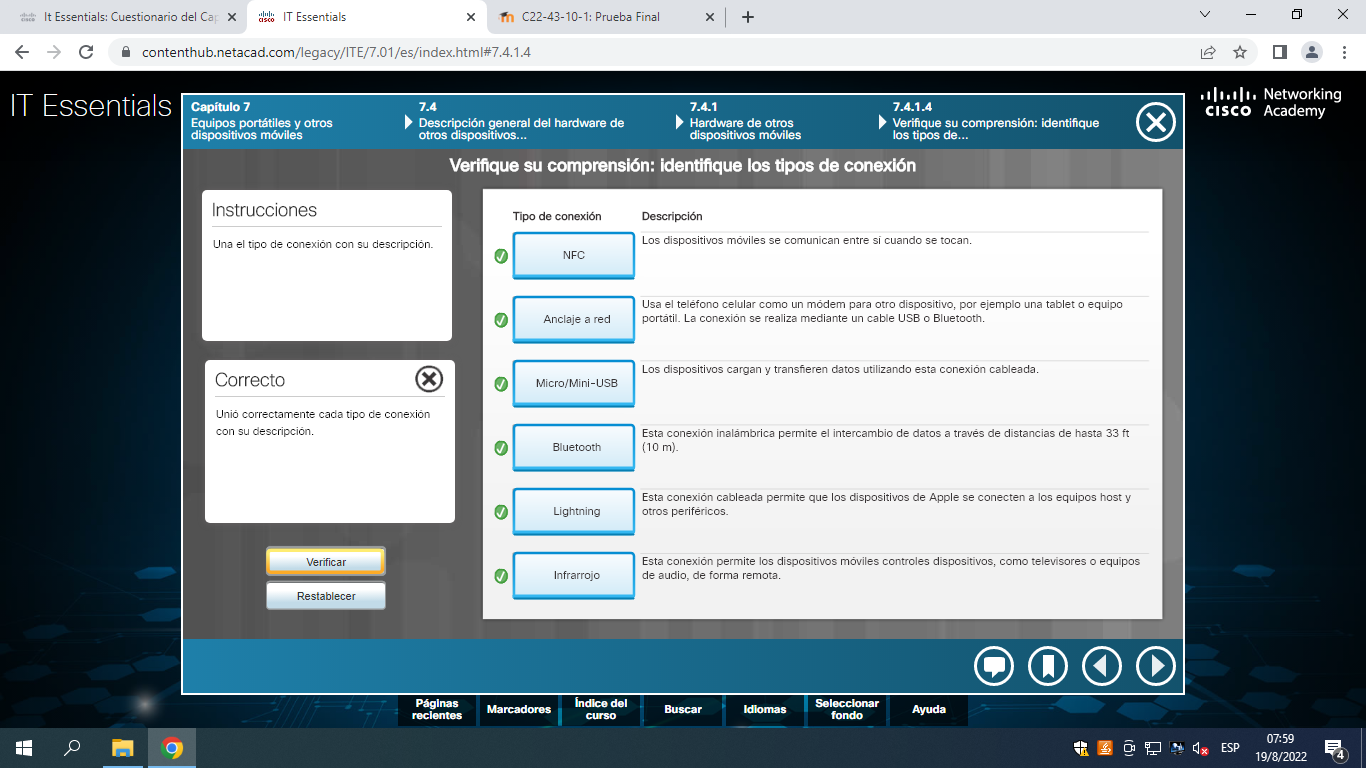 It Essentials: Cuestionario del Cap
IT Essentials
C22-43-10-1: Prueba Final
contenthub.netacad.com/legacy/ITE/7.01/es/index.html#7.4.1.4
IT Essentials
Capítulo 7
Equipos portátiles y otros
dispositivos móviles
7.4
Descripción general del hardware de
otros dispositivos...
7.4.1
Hardware de otros
dispositivos móviles
7.4.1.4
Verifique su comprensión: identifique
los tipos de...
CISCO
Networking
Academy
Verifique su comprensión: identifique los tipos de conexión
Instrucciones
Una el tipo de conexión con su descripción.
Correcto
Unió correctamente cada tipo de conexión
con su descripción.
Verificar
Restablecer
Tipo de conexión Descripción
NFC
Los dispositivos móviles se comunican entre sí cuando se tocan.
Anclaje a red
Usa el teléfono celular como un módem para otro dispositivo, por ejemplo una tablet o equipo
portátil. La conexión se realiza mediante un cable USB o Bluetooth.
Micro/Mini-USB
Los dispositivos cargan y transfieren datos utilizando esta conexión cableada.
Bluetooth
Esta conexión inalámbrica permite el intercambio de datos a través de distancias de hasta 33 ft
(10 m).
Lightning
Esta conexión cableada permite que los dispositivos de Apple se conecten a los equipos host y
otros periféricos.
Infrarrojo
Esta conexión permite los dispositivos móviles controles dispositivos, como televisores o equipos
de audio, de forma remota.
Páginas
recientes
Marcadores
Índice del
curso
Buscar
Idiomas
Seleccionar
fondo
Ayuda
ESP
07:59
19/8/2022
4